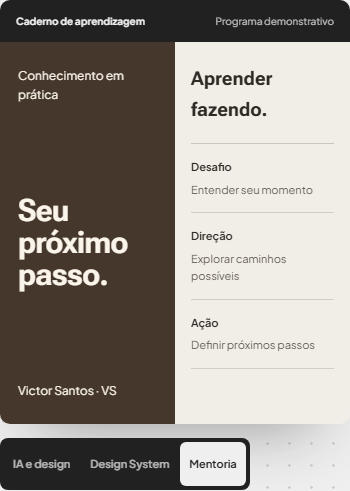 Caderno de aprendizagem
Programa demonstrativo
Conhecimento em
prática
Seu
próximo
passo.
Victor Santos · VS
Aprender
fazendo.
Desafio
Entender seu momento
Direção
Explorar caminhos
possíveis
Ação
Definir próximos passos
IA e design
Design System
Mentoria